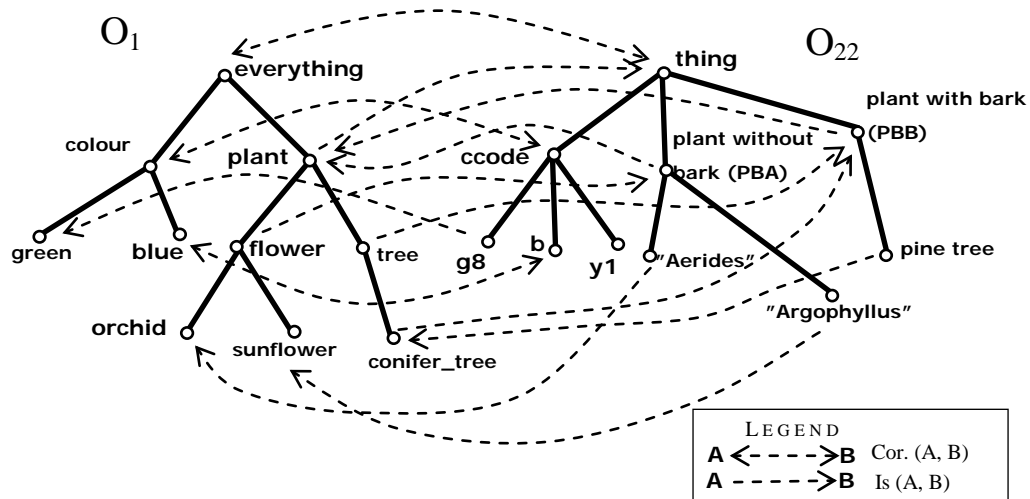 O1
O22
everything
thing
plant with bark
(PBB)
colour
plant
ccode
plant without
bark (PBA)
green
blue
flower
tree
g8
b
y1
"Aerides"
pine tree
orchid
sunflower
conifer_tree
"Argophyllus"
LEGEND
A B Cor. (A, B)
A B Is (A, B)